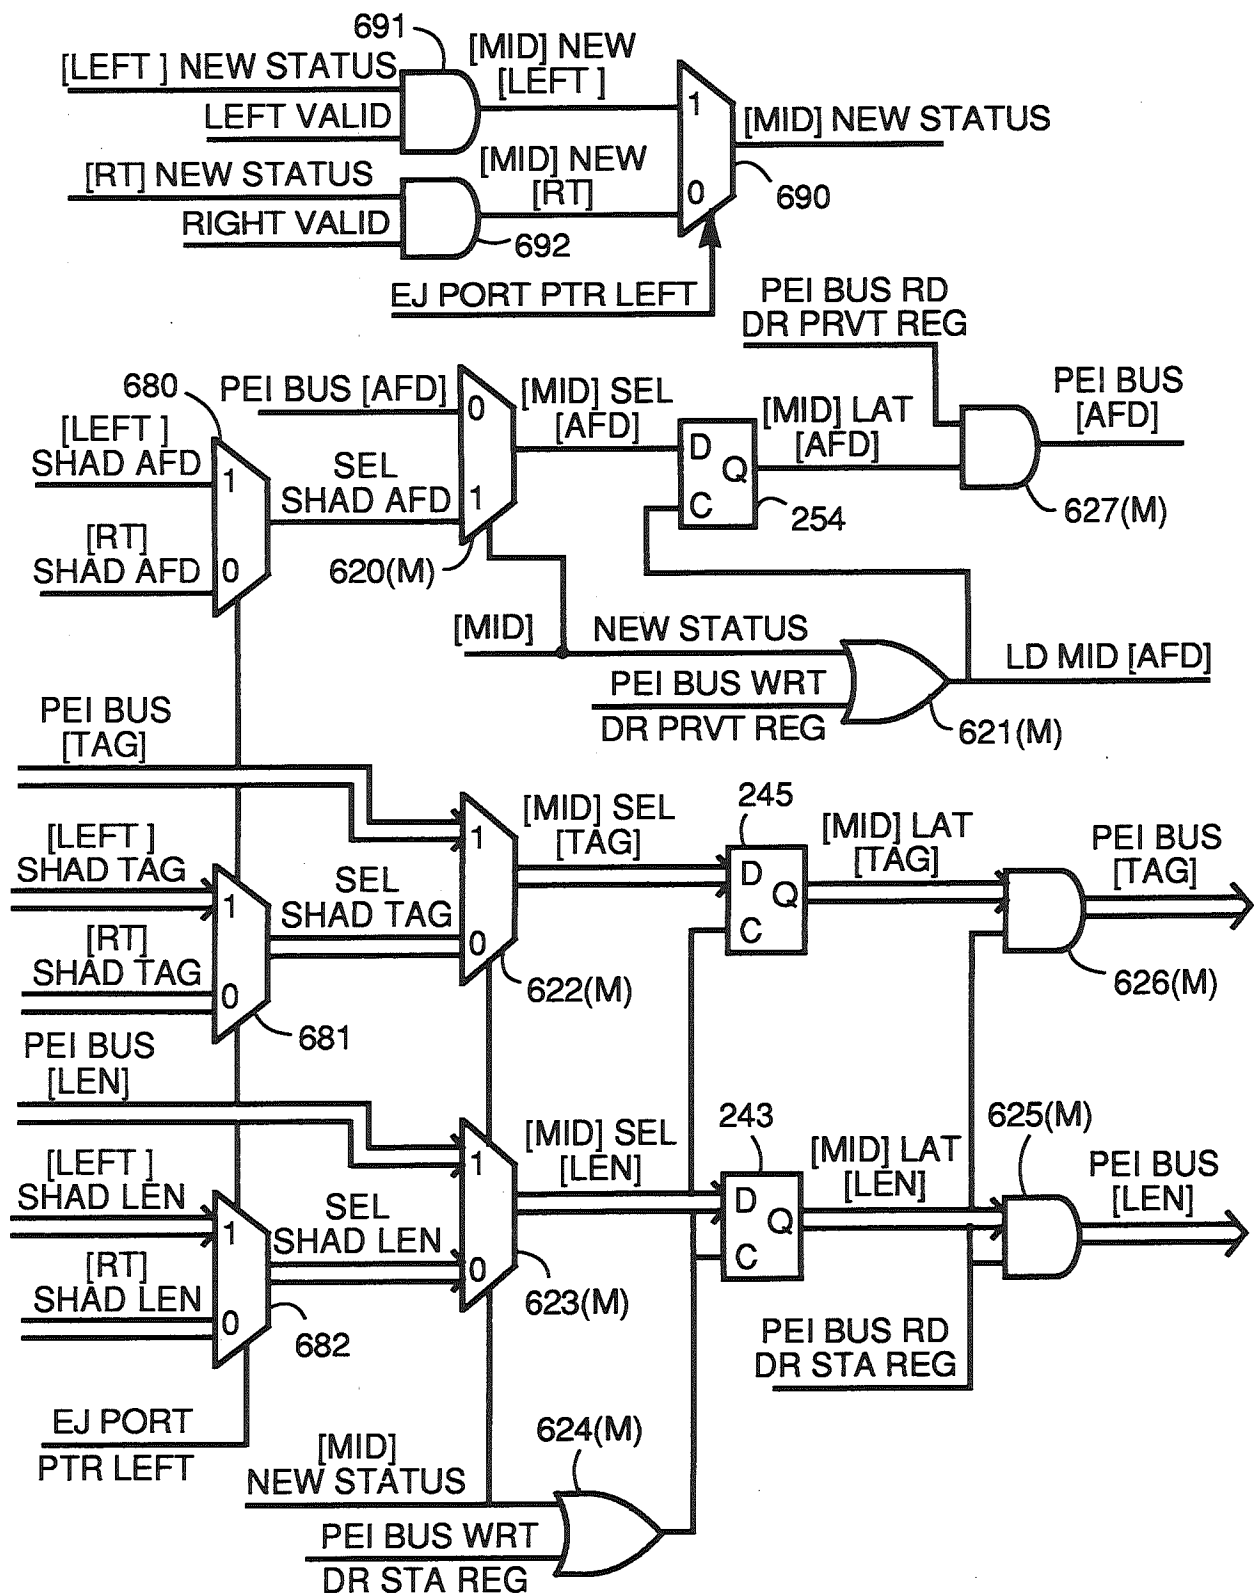 691
[LEFT ] NEW STATUS
[MID] NEW
[LEFT ]
LEFT VALID
1
[MID] NEW STATUS
[RT] NEW STATUS
[MID] NEW
[RT]
0
690
RIGHT VALID
692
EJ PORT PTR LEFT
PEI BUS RD
DR PRVT REG
680
PEI BUS [AFD]
0
[MID] SEL
[AFD]
[MID] LAT
[AFD]
PEI BUS
[AFD]
[LEFT ]
SHAD AFD
1
SEL
SHAD AFD
1
D
Q
C
254
627(M)
[RT]
SHAD AFD
0
620(M)
[MID]
NEW STATUS
LD MID [AFD]
PEI BUS WRT
DR PRVT REG
621(M)
PEI BUS
[TAG]
1
[MID] SEL
[TAG]
245
[MID] LAT
[TAG]
PEI BUS
[TAG]
[LEFT ]
SHAD TAG
1
SEL
SHAD TAG
0
D
Q
C
[RT]
SHAD TAG
0
622(M)
626(M)
681
PEI BUS
[LEN]
1
[MID] SEL
[LEN]
243
[MID] LAT
[LEN]
625(M)
PEI BUS
[LEN]
[LEFT ]
SHAD LEN
1
SEL
SHAD LEN
0
D
Q
C
[RT]
SHAD LEN
0
623(M)
682
PEI BUS RD
DR STA REG
EJ PORT
PTR LEFT
[MID]
NEW STATUS
624(M)
PEI BUS WRT
DR STA REG